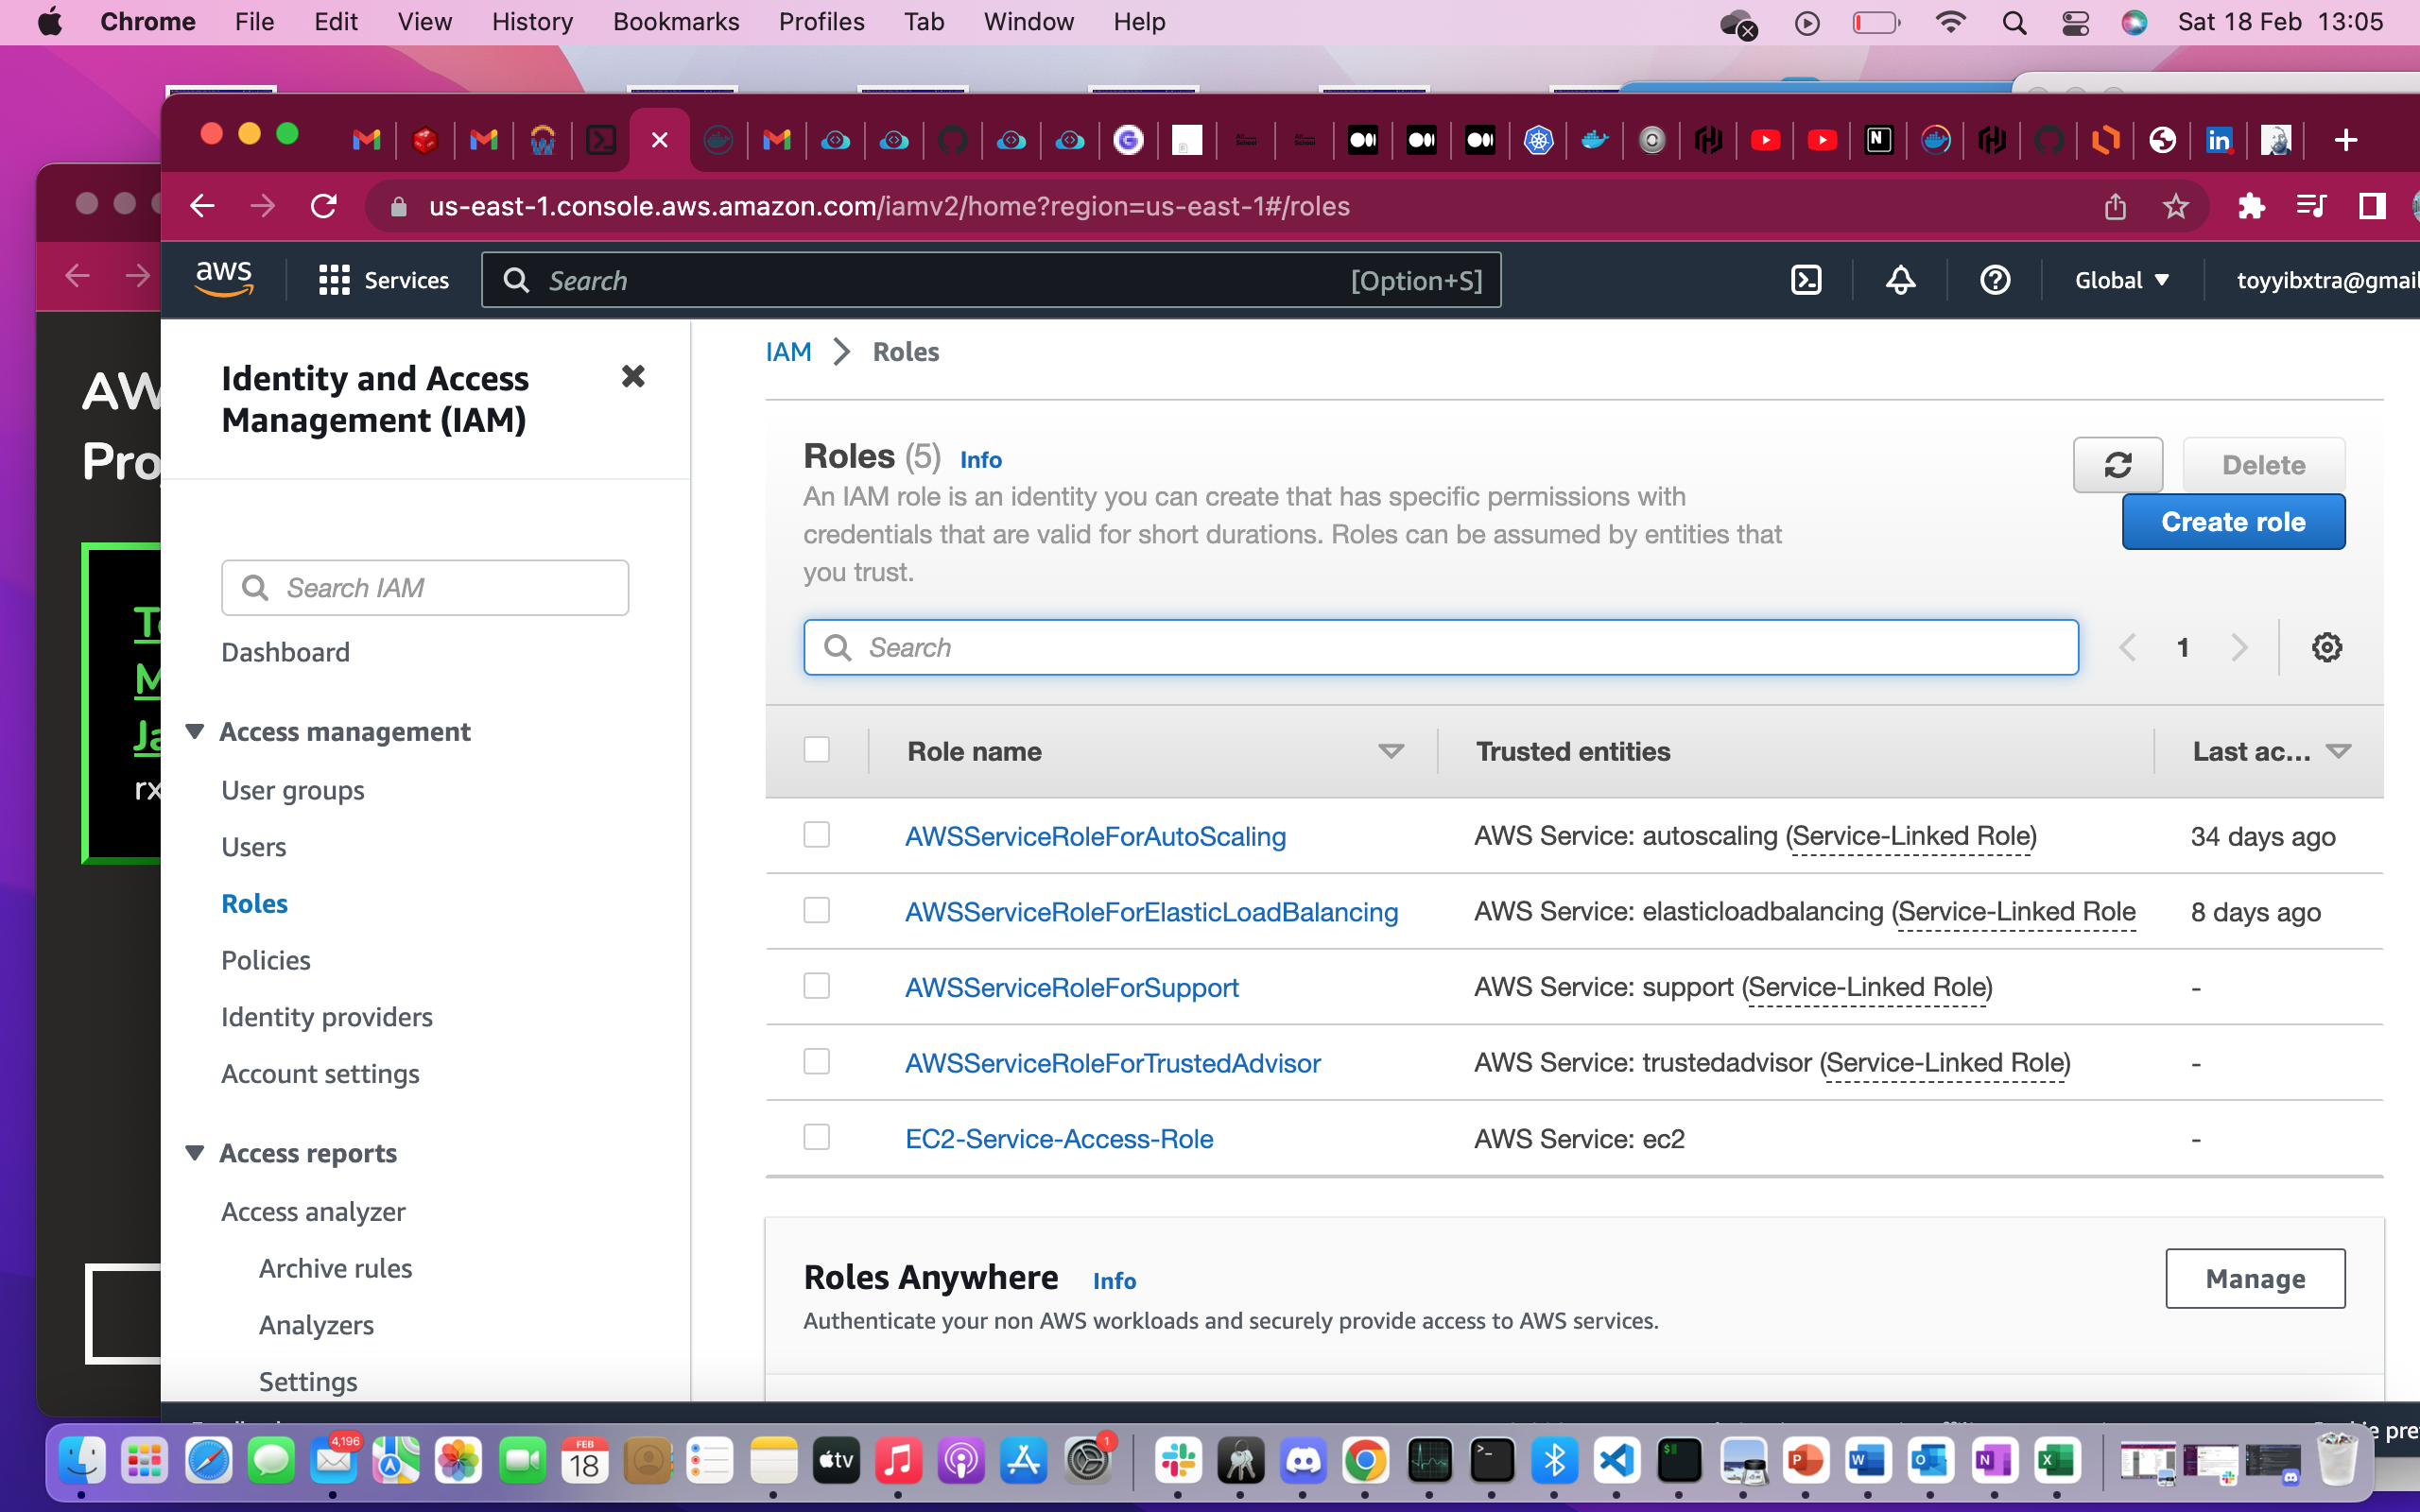 Chrome File Edit View History Bookmarks Profiles Tab Window Help Sat 18 Feb 13:05
us-east-1.console.aws.amazon.com/iamv2/home?region=us-east-1#/roles
aws Services Search [Option+S] Global toyyibxtra@gmail
AW
Pro
To
M
Ja
rx
Identity and Access
Management (IAM)
Search IAM
Dashboard
Access management
User groups
Users
Roles
Policies
Identity providers
Account settings
Access reports
Access analyzer
Archive rules
Analyzers
Settings
IAM Roles
Roles (5) Info
Delete
Create role
An IAM role is an identity you can create that has specific permissions with
credentials that are valid for short durations. Roles can be assumed by entities that
you trust.
Search
1
Role name Trusted entities Last ac...
AWSServiceRoleForAutoScaling AWS Service: autoscaling (Service-Linked Role) 34 days ago
AWSServiceRoleForElasticLoadBalancing AWS Service: elasticloadbalancing (Service-Linked Role 8 days ago
AWSServiceRoleForSupport AWS Service: support (Service-Linked Role) -
AWSServiceRoleForTrustedAdvisor AWS Service: trustedadvisor (Service-Linked Role) -
EC2-Service-Access-Role AWS Service: ec2 -
Roles Anywhere Info
Manage
Authenticate your non AWS workloads and securely provide access to AWS services.
4,196
FEB
18
tv
1